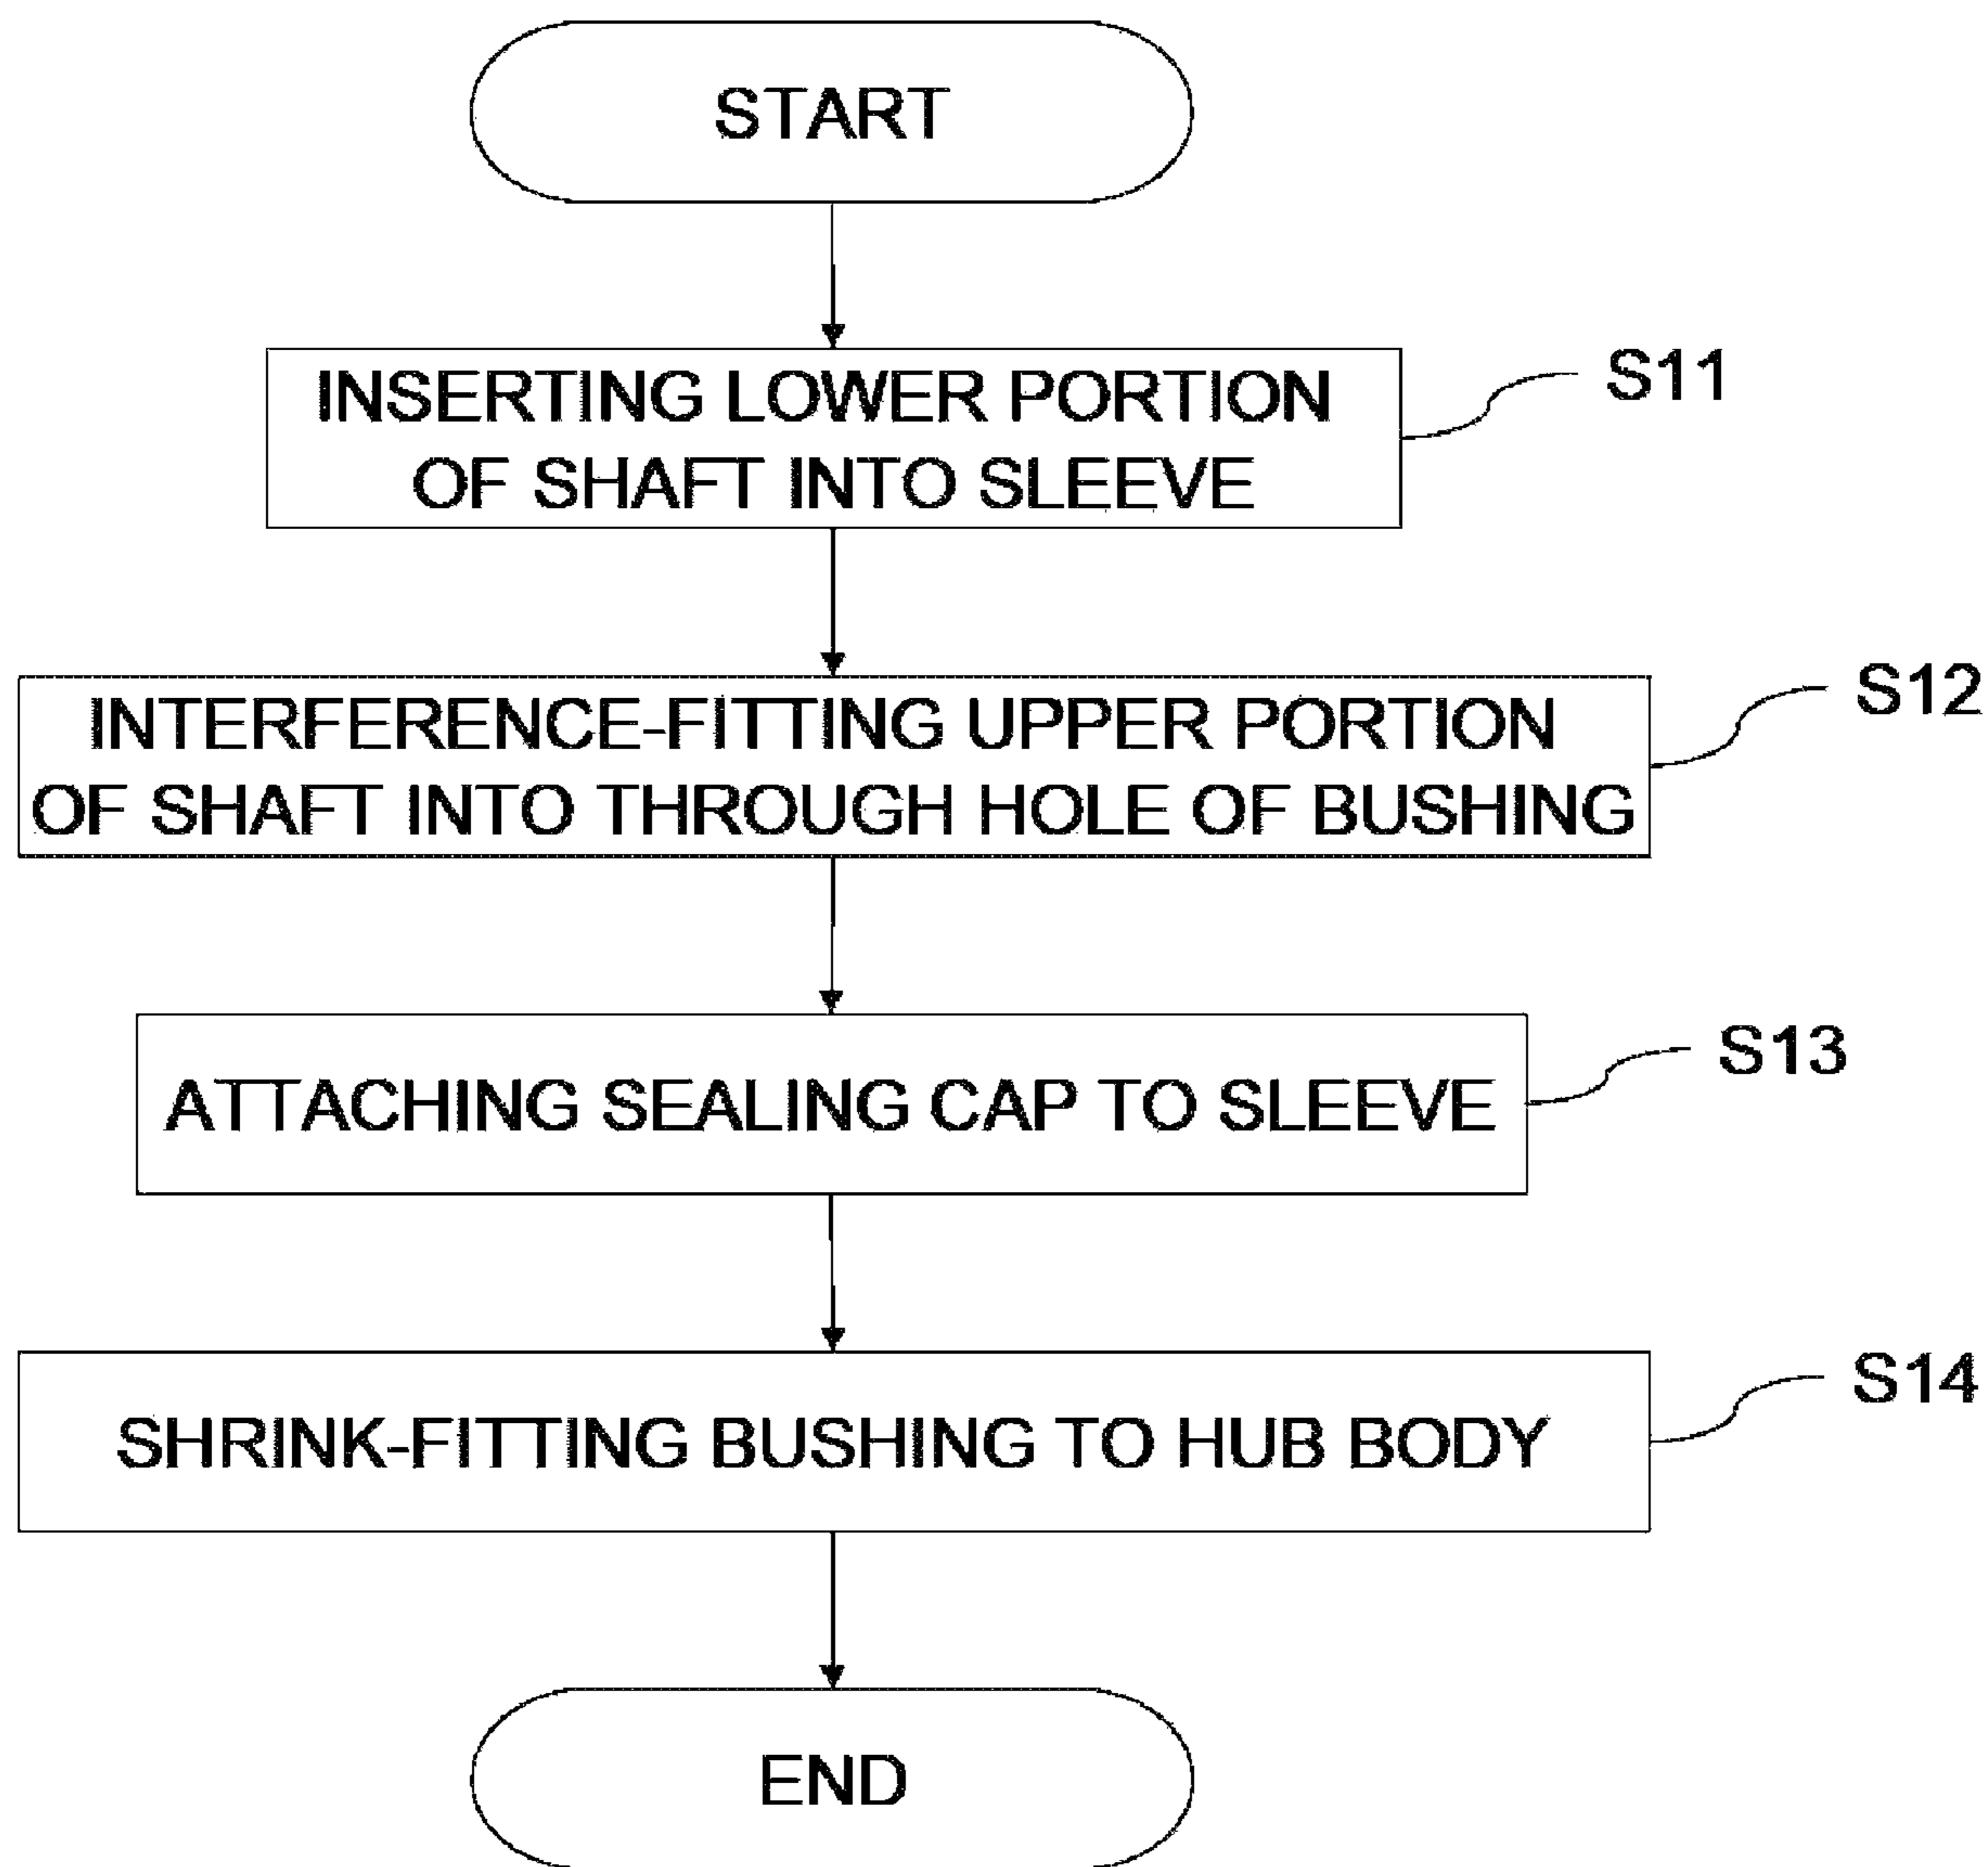 START
INSERTING LOWER PORTION
OF SHAFT INTO SLEEVE
S11
INTERFERENCE-FITTING UPPER PORTION
OF SHAFT INTO THROUGH HOLE OF BUSHING
S12
ATTACHING SEALING CAP TO SLEEVE
S13
SHRINK-FITTING BUSHING TO HUB BODY
S14
END